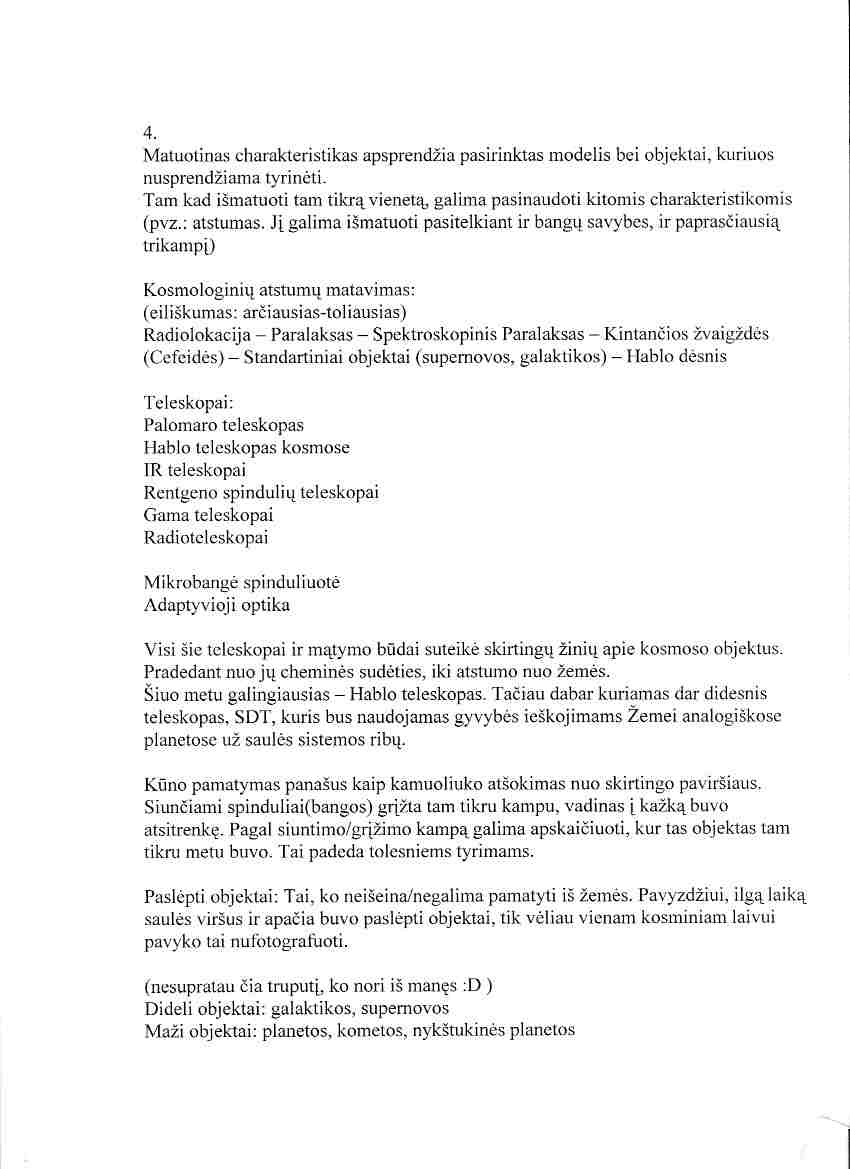 4.
Matuotinas charakteristikas apsprendžia pasirinktas modelis bei objektai, kuriuos
nusprendžiama tyrinėti.
Tam kad išmatuoti tam tikrą vienetą, galima pasinaudoti kitomis charakteristikomis
(pvz.: atstumas. Jį galima išmatuoti pasitelkiant ir bangų savybes, ir paprasčiausią
trikampį)

Kosmologinių atstumų matavimas:
(eiliškumas: arčiausias-toliausias)
Radiolokacija – Paralaksas – Spektroskopinis Paralaksas – Kintančios žvaigždės
(Cefeidės) – Standartiniai objektai (supernovos, galaktikos) – Hablo dėsnis

Teleskopai:
Palomaro teleskopas
Hablo teleskopas kosmose
IR teleskopai
Rentgeno spindulių teleskopai
Gama teleskopai
Radioteleskopai

Mikrobangė spinduliuotė
Adaptyvioji optika

Visi šie teleskopai ir mątymo būdai suteikė skirtingų žinių apie kosmoso objektus.
Pradedant nuo jų cheminės sudėties, iki atstumo nuo žemės.
Šiuo metu galingiausias – Hablo teleskopas. Tačiau dabar kuriamas dar didesnis
teleskopas, SDT, kuris bus naudojamas gyvybės ieškojimams Žemei analogiškose
planetose už saulės sistemos ribų.

Kūno pamatymas panašus kaip kamuoliuko atšokimas nuo skirtingo paviršiaus.
Siunčiami spinduliai(bangos) grįžta tam tikru kampu, vadinas į kažką buvo
atsitrenkę. Pagal siuntimo/grįžimo kampą galima apskaičiuoti, kur tas objektas tam
tikru metu buvo. Tai padeda tolesniems tyrimams.

Paslėpti objektai: Tai, ko neišeina/negalima pamatyti iš žemės. Pavyzdžiui, ilgą laiką
saulės viršus ir apačia buvo paslėpti objektai, tik vėliau vienam kosminiam laivui
pavyko tai nufotografuoti.

(nesupratau čia truputį, ko nori iš manęs :D )
Dideli objektai: galaktikos, supernovos
Maži objektai: planetos, kometos, nykštukinės planetos